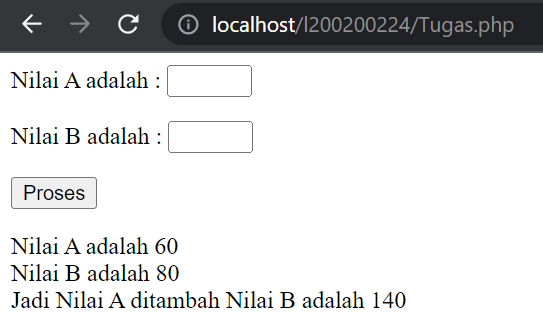 localhost/l200200224/Tugas.php
Nilai A adalah :
Nilai B adalah :
Proses
Nilai A adalah 60
Nilai B adalah 80
Jadi Nilai A ditambah Nilai B adalah 140